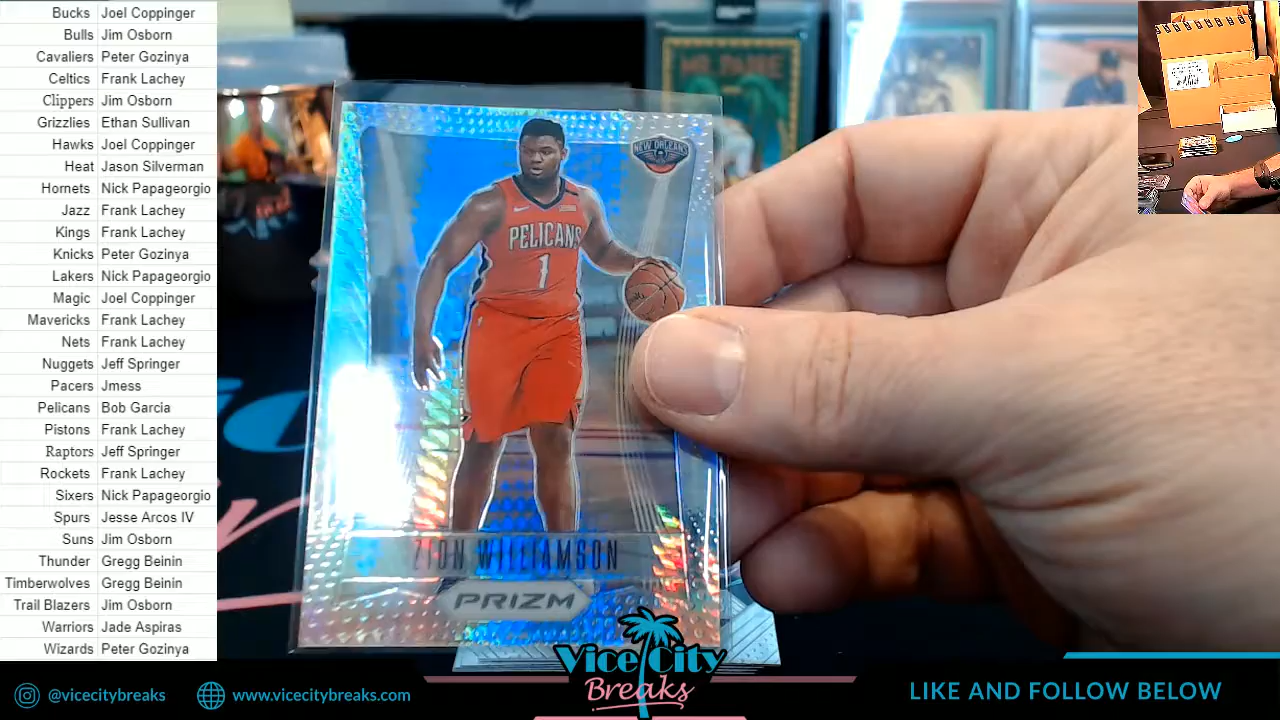 Bucks Joel Coppinger
Bulls Jim Osborn
Cavaliers Peter Gozinya
Celtics Frank Lachey
Clippers Jim Osborn
Grizzlies Ethan Sullivan
Hawks Joel Coppinger
Heat Jason Silverman
Hornets Nick Papageorgio
Jazz Frank Lachey
Kings Frank Lachey
Knicks Peter Gozinya
Lakers Nick Papageorgio
Magic Joel Coppinger
Mavericks Frank Lachey
Nets Frank Lachey
Nuggets Jeff Springer
Pacers Jmess
Pelicans Bob Garcia
Pistons Frank Lachey
Raptors Jeff Springer
Rockets Frank Lachey
Sixers Nick Papageorgio
Spurs Jesse Arcos IV
Suns Jim Osborn
Thunder Gregg Beinin
Timberwolves Gregg Beinin
Trail Blazers Jim Osborn
Warriors Jade Aspiras
Wizards Peter Gozinya
NEW ORLEANS
PELICANS
1
ZION WILLIAMSON
PRIZM
Vice City
Breaks
@vicecitybreaks
www.vicecitybreaks.com
LIKE AND FOLLOW BELOW